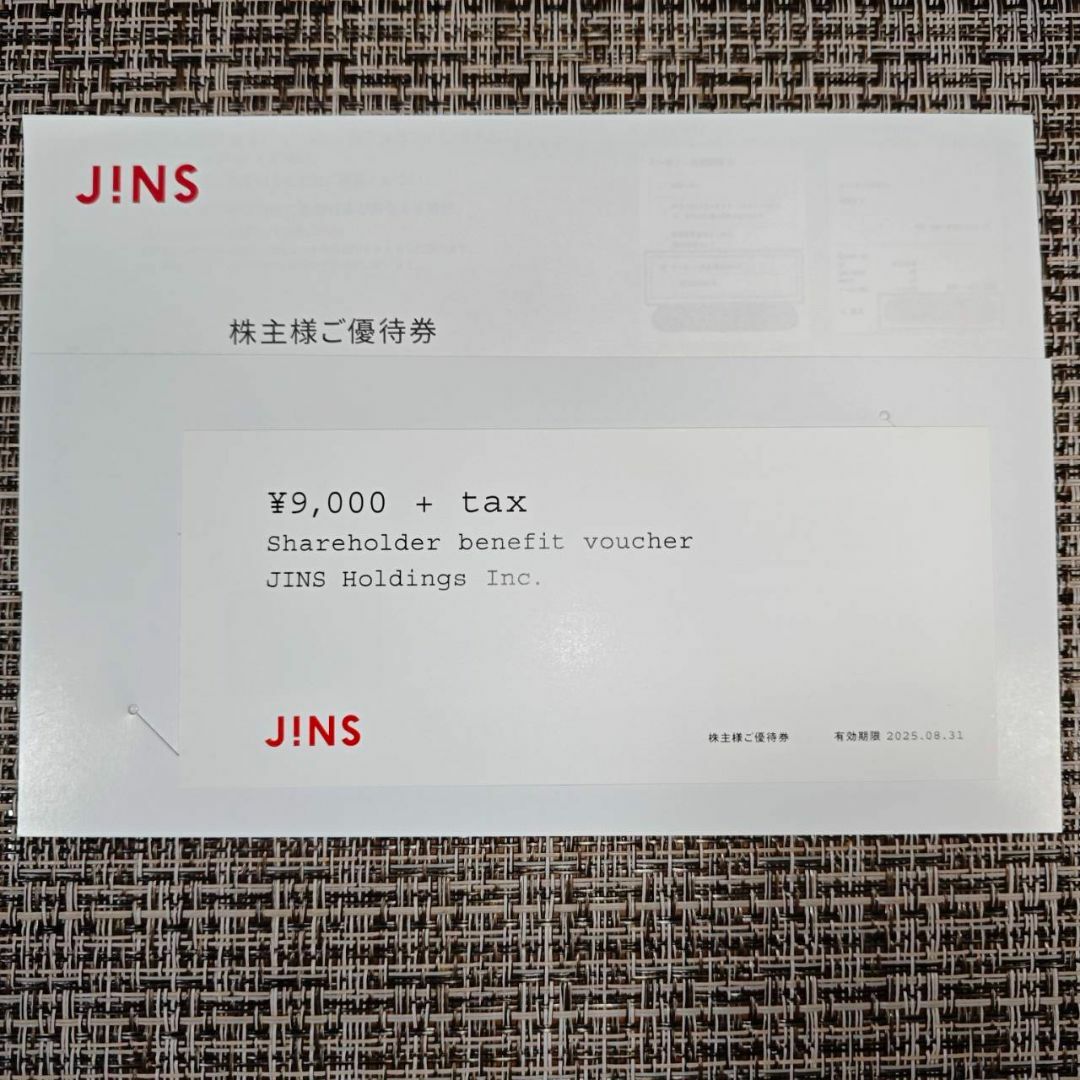 J!NS
株主様ご優待券
¥9,000 + tax
Shareholder benefit voucher
JINS Holdings Inc.
J!NS
株主様ご優待券 有効期限 2025.08.31